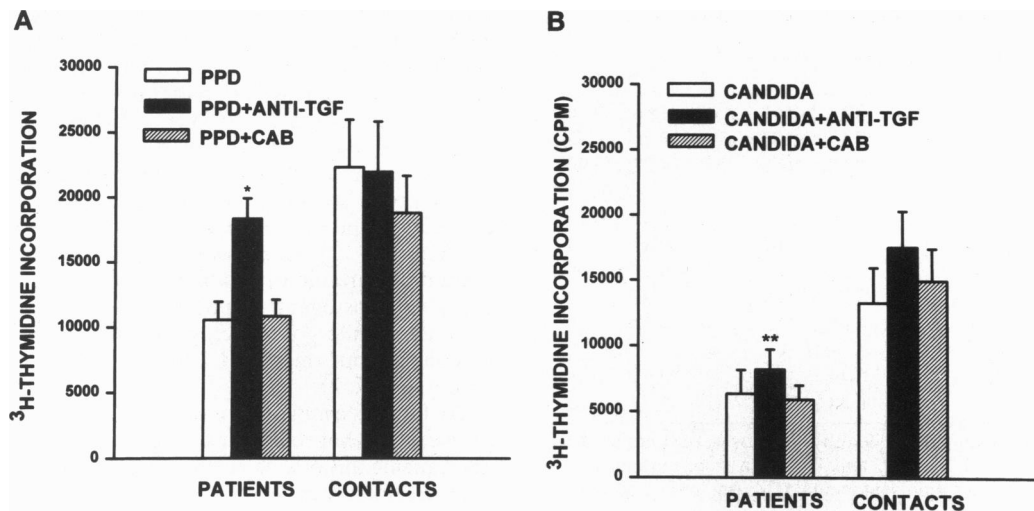 A
30000
25000
20000
15000
10000
5000
0
³H-THYMIDINE INCORPORATION
PPD
PPD+ANTI-TGF
PPD+CAB
*
PATIENTS CONTACTS
B
30000
25000
20000
15000
10000
5000
0
³H-THYMIDINE INCORPORATION (CPM)
CANDIDA
CANDIDA+ANTI-TGF
CANDIDA+CAB
**
PATIENTS CONTACTS